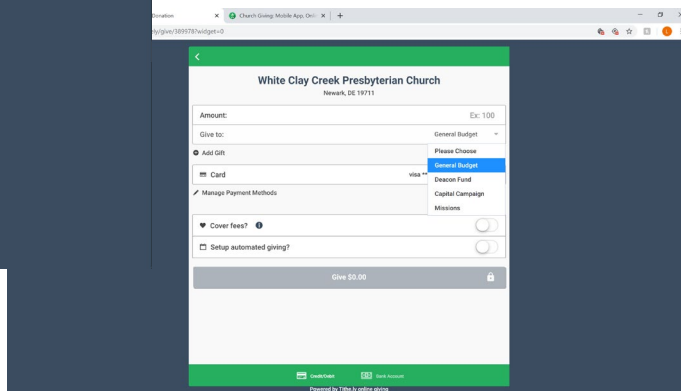 Donation
Church Giving: Mobile App, Onli
ely/give/389978?widget=0
White Clay Creek Presbyterian Church
Newark, DE 19711
Amount: Ex: 100
Give to: General Budget
Add Gift
Please Choose
General Budget
Deacon Fund
Capital Campaign
Missions
Card visa **
Manage Payment Methods
Cover fees?
Setup automated giving?
Give $0.00
Credit/Debit Bank Account
Powered by Tithe.ly online giving